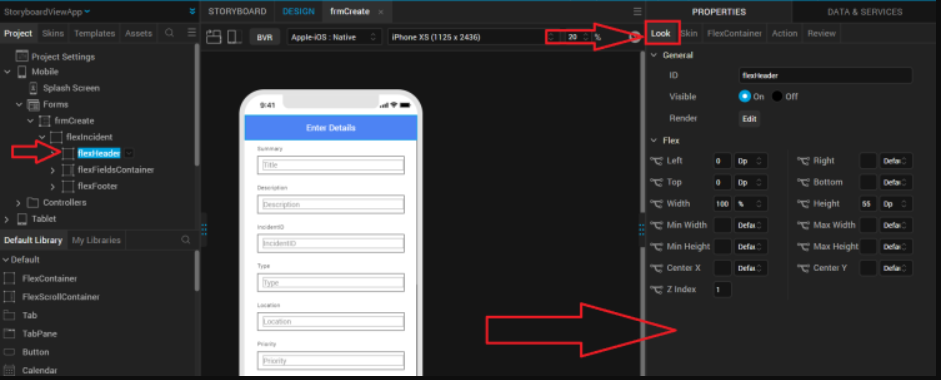 StoryboardViewApp
STORYBOARD DESIGN frmCreate ×
PROPERTIES DATA & SERVICES
Project Skins Templates Assets
BVR Apple-iOS : Native iPhone XS (1125 x 2436) 20 %
Look Skin FlexContainer Action Review
Project Settings
Mobile
Splash Screen
Forms
frmCreate
flexIncident
flexHeader
flexFieldsContainer
flexFooter
Controllers
Tablet
Default Library My Libraries
Default
FlexContainer
FlexScrollContainer
Tab
TabPane
Button
Calendar
9:41
Enter Details
Summary
Title
Description
Description
IncidentID
IncidentID
Type
Type
Location
Location
Priority
Priority
General
ID flexHeader
Visible On Off
Render Edit
Flex
Left 0 Dp Right Defau
Top 0 Dp Bottom Defau
Width 100 % Height 55 Dp
Min Width Defau Max Width Defau
Min Height Defau Max Height Defau
Center X Defau Center Y Defau
Z Index 1